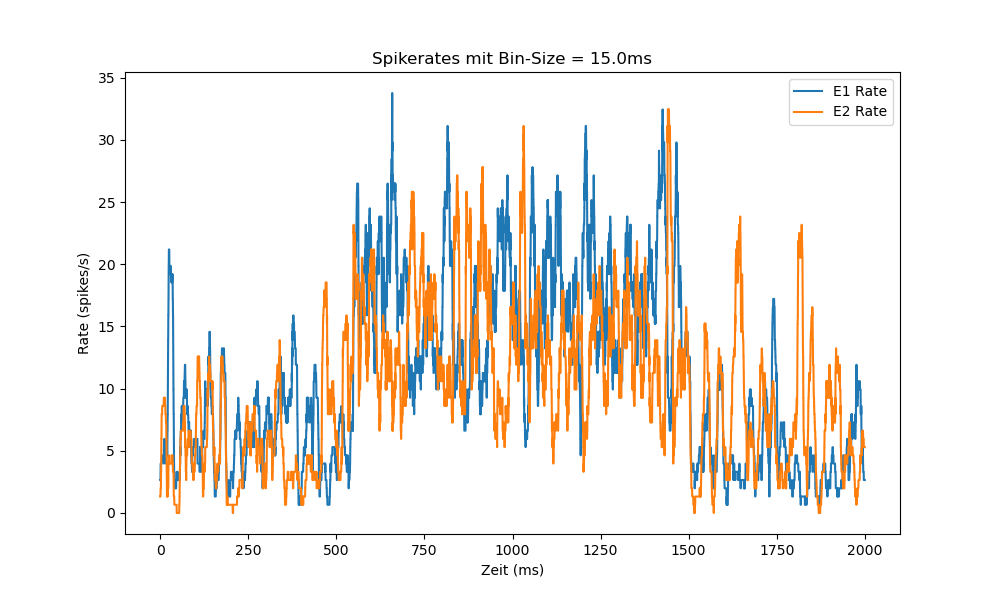 Spikerates mit Bin-Size = 15.0ms
E1 Rate
E2 Rate
Rate (spikes/s)
35
30
25
20
15
10
5
0
0 250 500 750 1000 1250 1500 1750 2000
Zeit (ms)